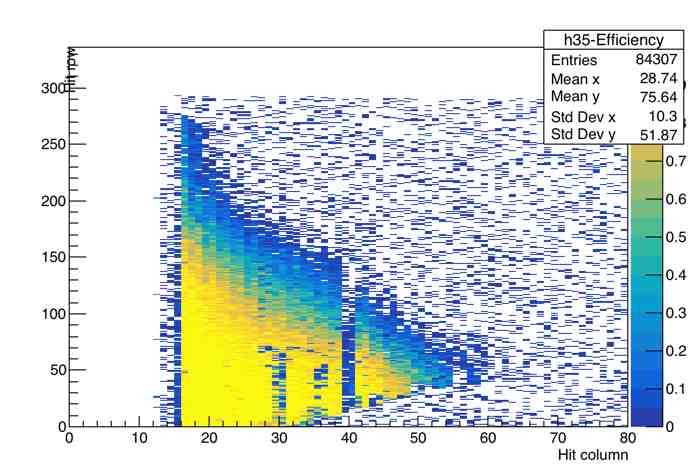 h35-Efficiency
Entries 84307
Mean x 28.74
Mean y 75.64
Std Dev x 10.3
Std Dev y 51.87
Hit row
300
250
200
150
100
50
0
0 10 20 30 40 50 60 70 80
Hit column
0.7
0.6
0.5
0.4
0.3
0.2
0.1
0